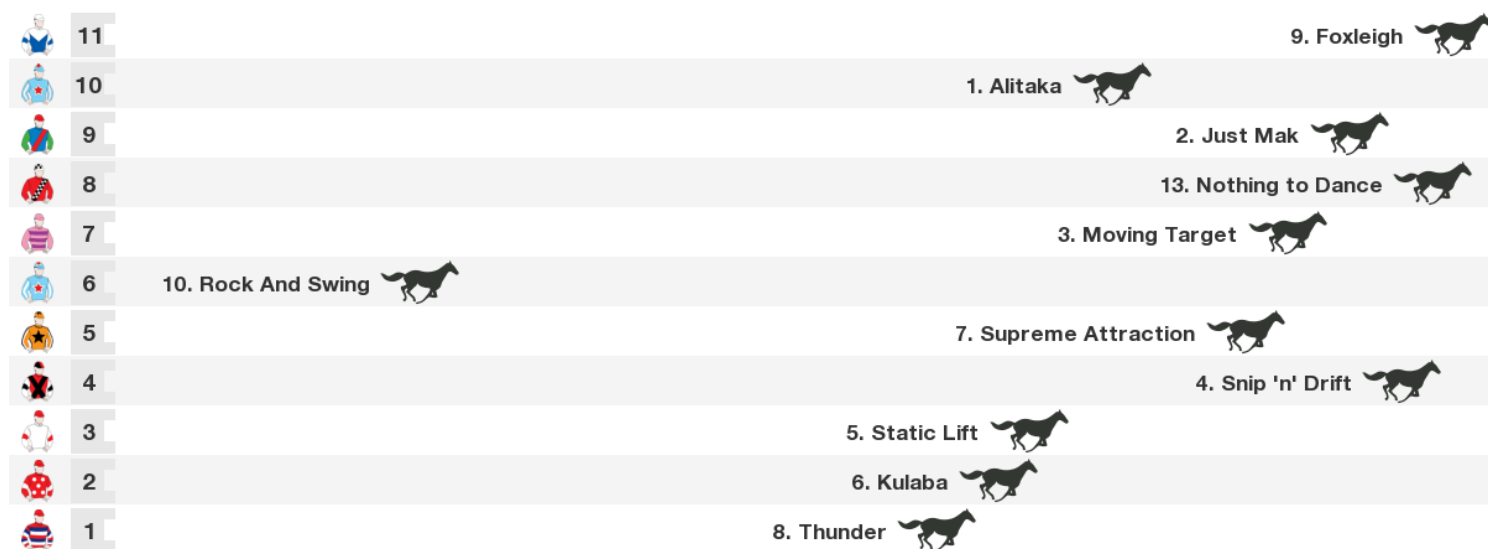 11 9. Foxleigh
10 1. Alitaka
9 2. Just Mak
8 13. Nothing to Dance
7 3. Moving Target
6 10. Rock And Swing
5 7. Supreme Attraction
4 4. Snip 'n' Drift
3 5. Static Lift
2 6. Kulaba
1 8. Thunder